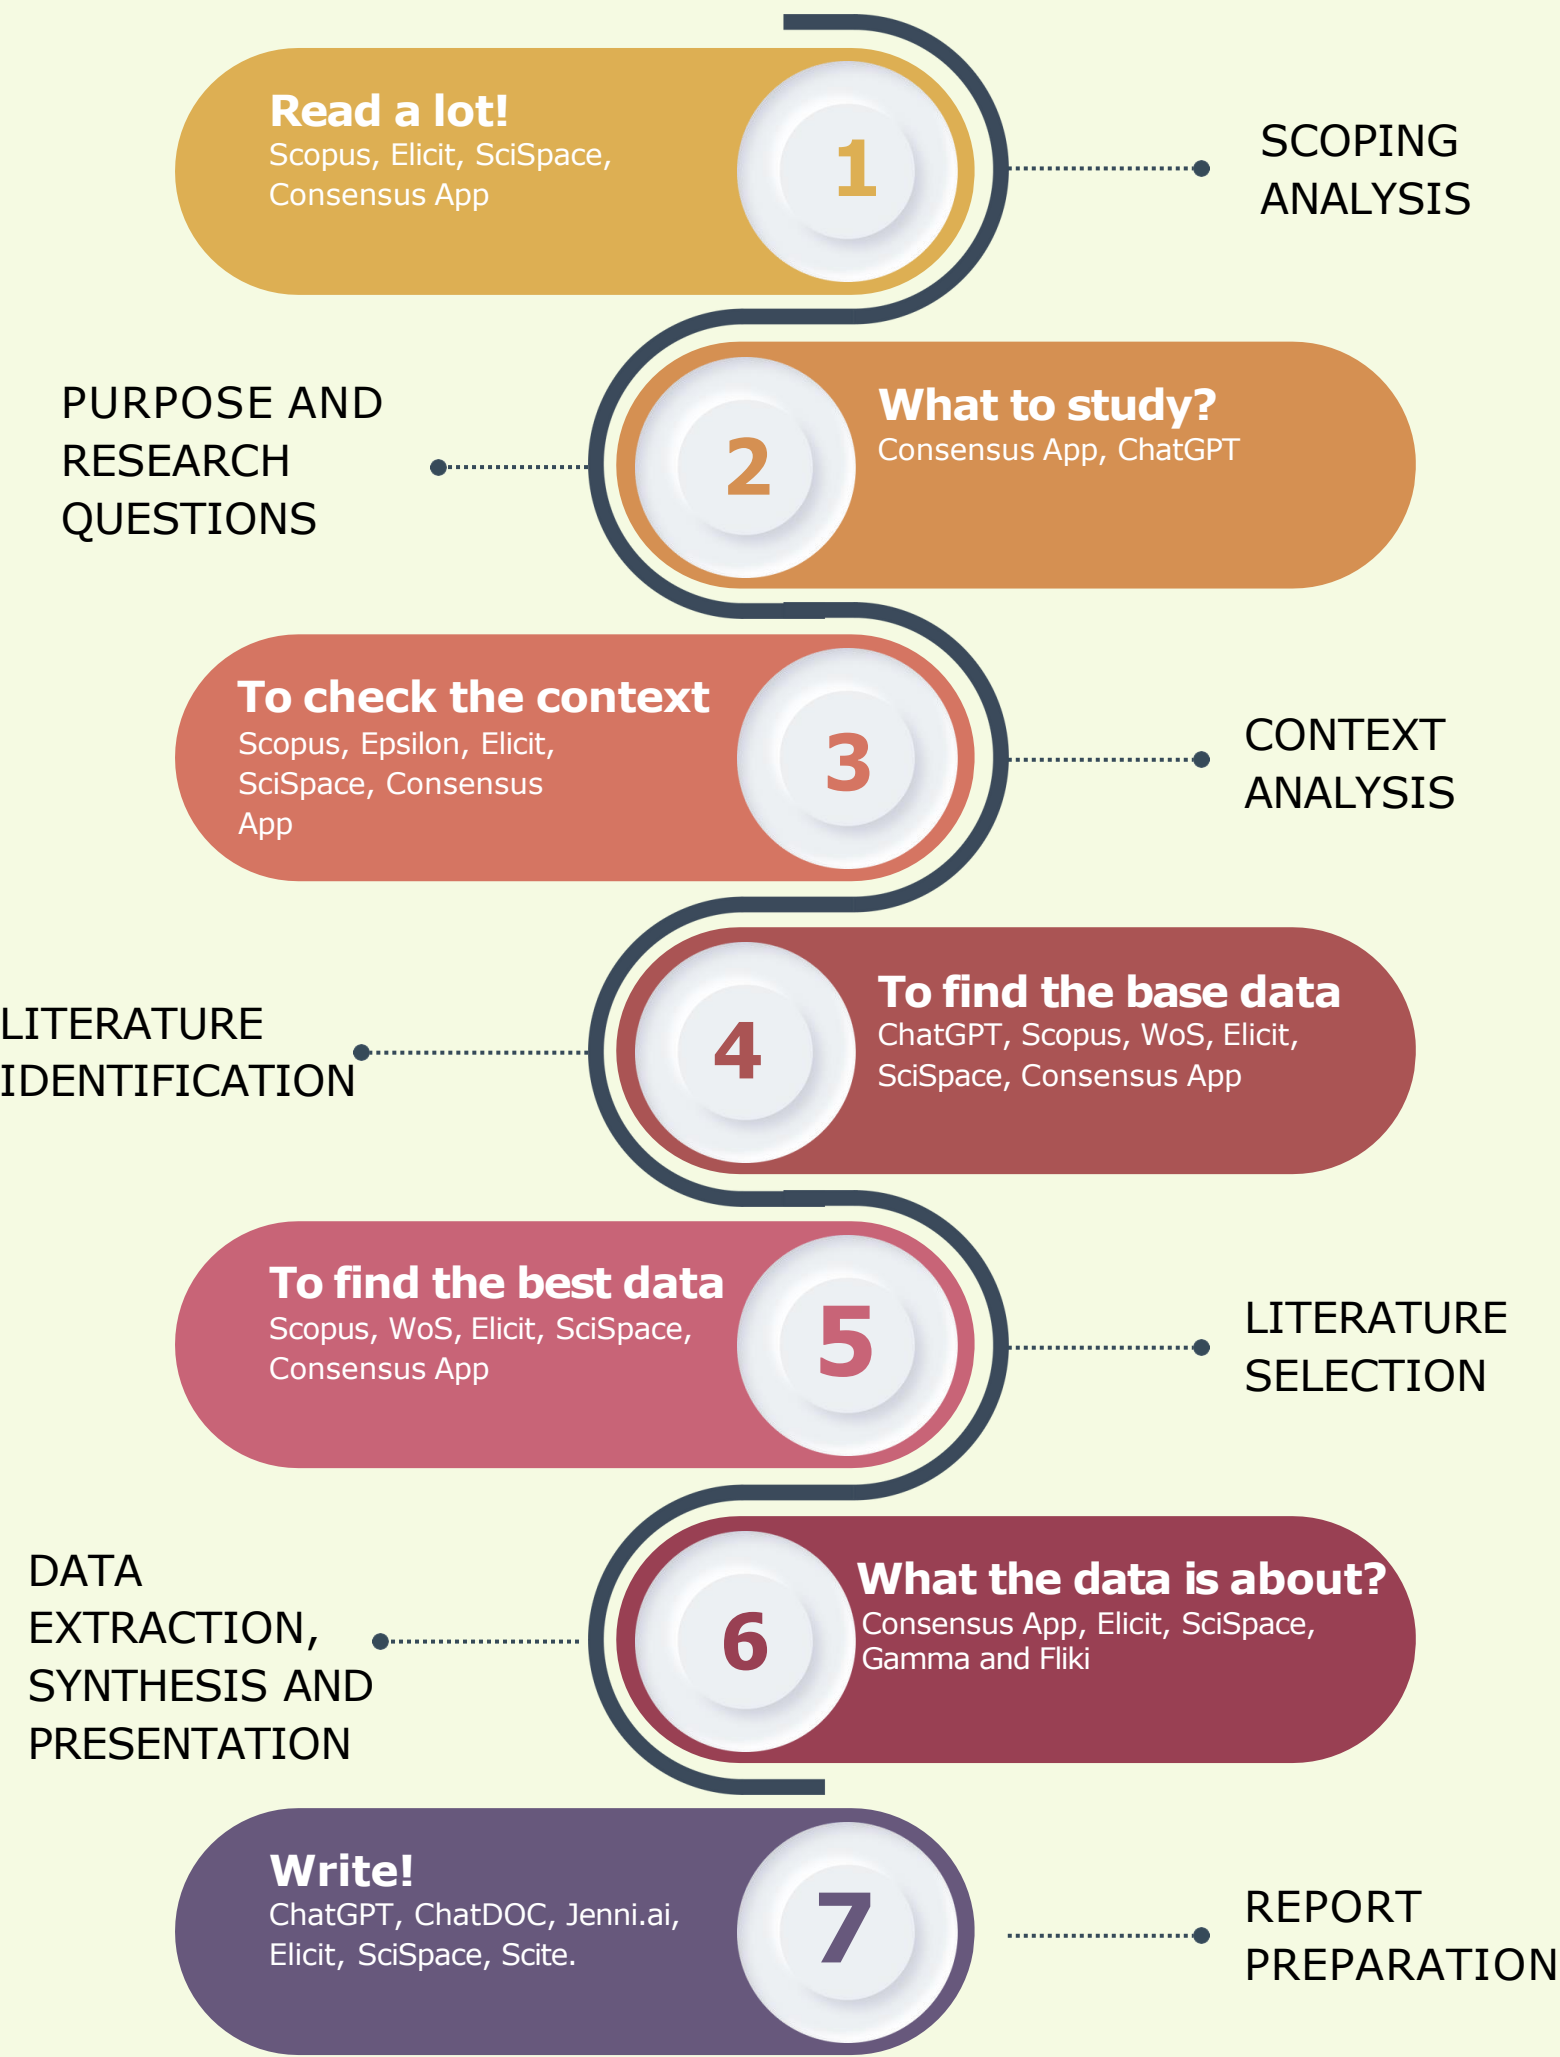 Read a lot!
Scopus, Elicit, SciSpace,
Consensus App
1
SCOPING
ANALYSIS
PURPOSE AND
RESEARCH
QUESTIONS
2
What to study?
Consensus App, ChatGPT
To check the context
Scopus, Epsilon, Elicit,
SciSpace, Consensus
App
3
CONTEXT
ANALYSIS
LITERATURE
IDENTIFICATION
4
To find the base data
ChatGPT, Scopus, WoS, Elicit,
SciSpace, Consensus App
To find the best data
Scopus, WoS, Elicit, SciSpace,
Consensus App
5
LITERATURE
SELECTION
DATA
EXTRACTION,
SYNTHESIS AND
PRESENTATION
6
What the data is about?
Consensus App, Elicit, SciSpace,
Gamma and Fliki
Write!
ChatGPT, ChatDOC, Jenni.ai,
Elicit, SciSpace, Scite.
7
REPORT
PREPARATION